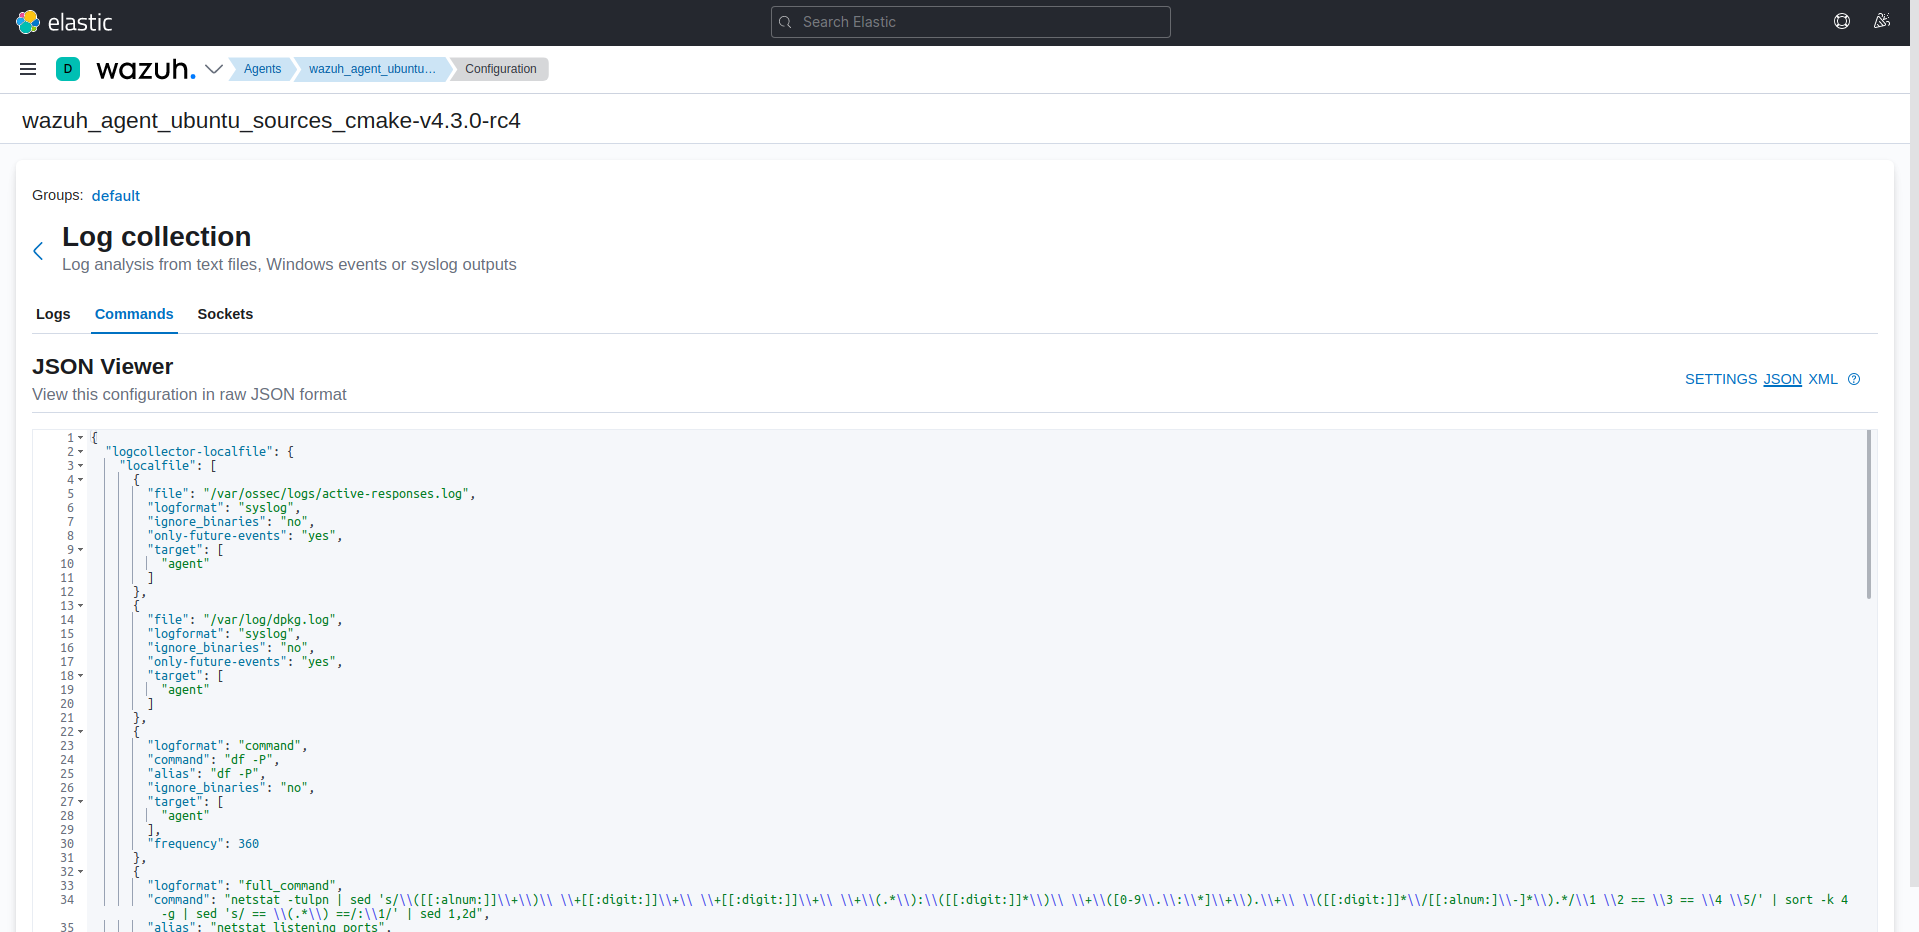 elastic
Search Elastic
D
wazuh.
Agents
wazuh_agent_ubuntu...
Configuration
wazuh_agent_ubuntu_sources_cmake-v4.3.0-rc4
Groups: default
Log collection
Log analysis from text files, Windows events or syslog outputs
Logs Commands Sockets
JSON Viewer
View this configuration in raw JSON format
SETTINGS JSON XML
1 {
2 "logcollector-localfile": {
3 "localfile": [
4 {
5 "file": "/var/ossec/logs/active-responses.log",
6 "logformat": "syslog",
7 "ignore_binaries": "no",
8 "only-future-events": "yes",
9 "target": [
10 "agent"
11 ]
12 },
13 {
14 "file": "/var/log/dpkg.log",
15 "logformat": "syslog",
16 "ignore_binaries": "no",
17 "only-future-events": "yes",
18 "target": [
19 "agent"
20 ]
21 },
22 {
23 "logformat": "command",
24 "command": "df -P",
25 "alias": "df -P",
26 "ignore_binaries": "no",
27 "target": [
28 "agent"
29 ],
30 "frequency": 360
31 },
32 {
33 "logformat": "full_command",
34 "command": "netstat -tulpn | sed 's/\\([[:alnum:]]\\+\\)\\ \\+[[:digit:]]\\+\\ \\+[[:digit:]]\\+\\ \\+\\(.*\\):\\([[:digit:]]*\\)\\ \\+\\([0-9\\.\\:\\*]\\+\\).\\+\\ \\([[:digit:]]*\\/[[:alnum:]\\-]*\\).*/\\1 \\2 == \\3 == \\4 \\5/' | sort -k 4
-g | sed 's/ == \\(.*\\) ==/:\\1/' | sed 1,2d",
35 "alias": "netstat listening ports",